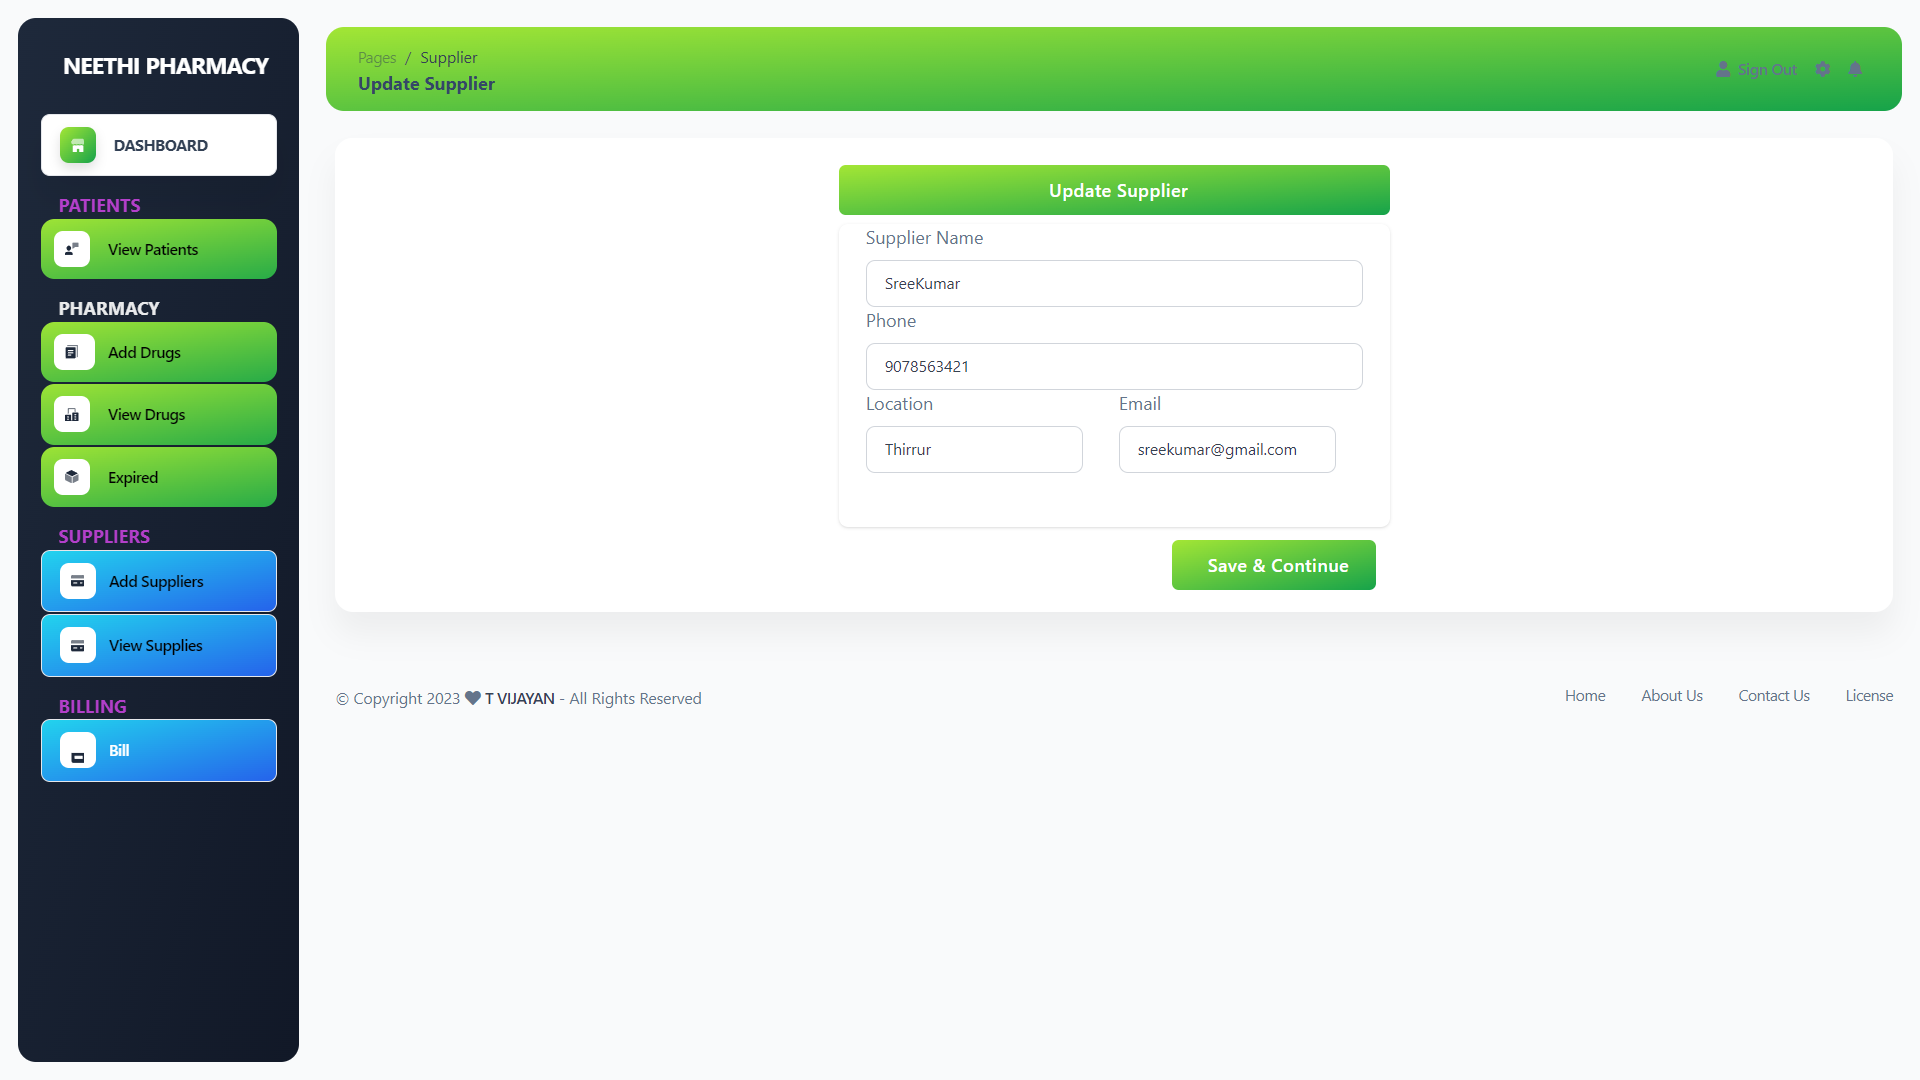 NEETHI PHARMACY
DASHBOARD
PATIENTS
View Patients
PHARMACY
Add Drugs
View Drugs
Expired
SUPPLIERS
Add Suppliers
View Supplies
BILLING
Bill
Pages / Supplier
Update Supplier
Sign Out
Update Supplier
Supplier Name
SreeKumar
Phone
9078563421
Location Email
Thirrur sreekumar@gmail.com
Save & Continue
© Copyright 2023 T VIJAYAN - All Rights Reserved
Home About Us Contact Us License